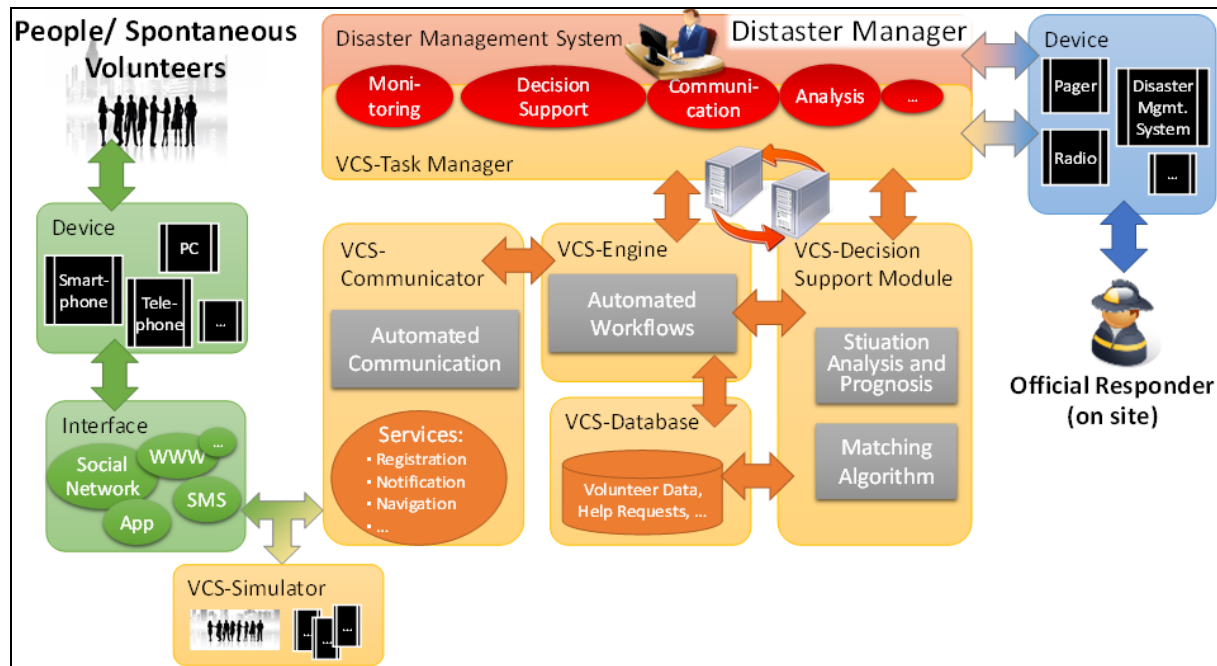 People/ Spontaneous
Volunteers
Device
PC
Smart-
phone
Tele-
phone
...
Interface
Social
Network
WWW
...
SMS
App
VCS-Simulator
...
...
...
Disaster Management System
Distaster Manager
Moni-
toring
Decision
Support
Communi-
cation
Analysis
...
VCS-Task Manager
VCS-
Communicator
Automated
Communication
Services:
▪ Registration
▪ Notification
▪ Navigation
▪ ...
VCS-Engine
Automated
Workflows
VCS-Database
Volunteer Data,
Help Requests, ...
VCS-Decision
Support Module
Stiuation
Analysis and
Prognosis
Matching
Algorithm
Device
Pager
Disaster
Mgmt.
System
Radio
...
Official Responder
(on site)